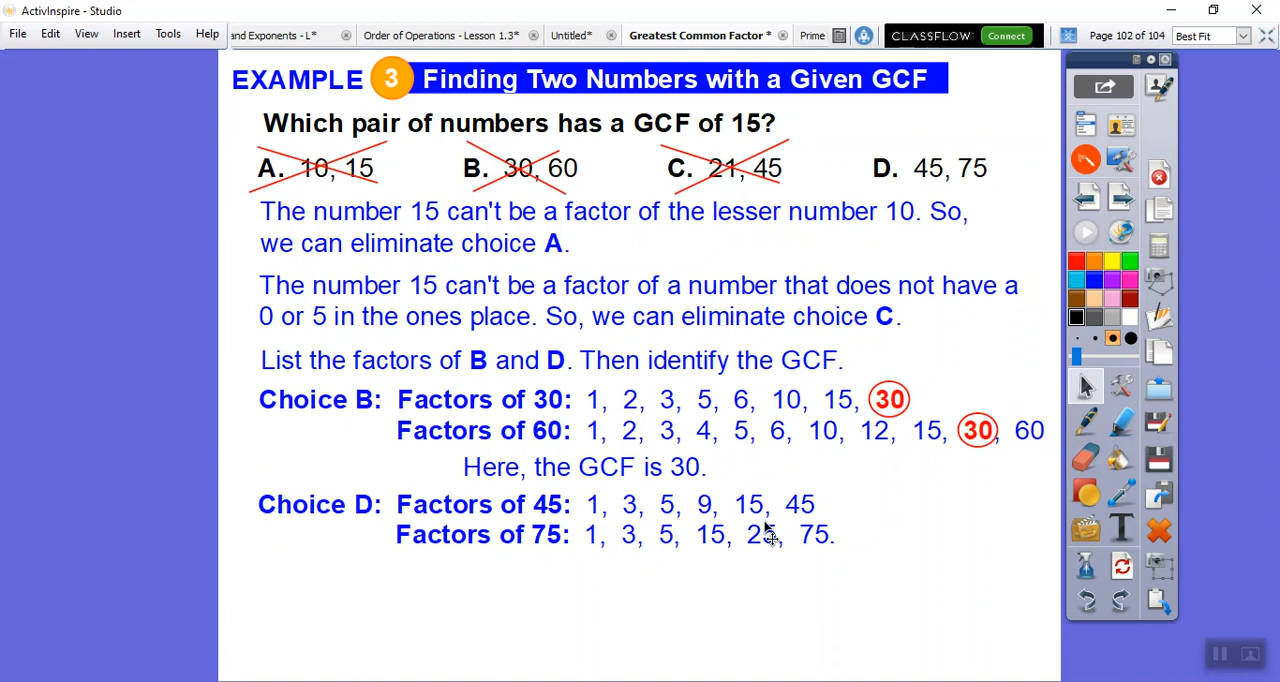 ActivInspire - Studio
File Edit View Insert Tools Help
and Exponents - L* Order of Operations - Lesson 1.3* Untitled* Greatest Common Factor * Prime CLASSFLOW Connect Page 102 of 104 Best Fit
EXAMPLE 3 Finding Two Numbers with a Given GCF
Which pair of numbers has a GCF of 15?
A. 10, 15 B. 30, 60 C. 21, 45 D. 45, 75
The number 15 can't be a factor of the lesser number 10. So,
we can eliminate choice A.
The number 15 can't be a factor of a number that does not have a
0 or 5 in the ones place. So, we can eliminate choice C.
List the factors of B and D. Then identify the GCF.
Choice B: Factors of 30: 1, 2, 3, 5, 6, 10, 15, 30
Factors of 60: 1, 2, 3, 4, 5, 6, 10, 12, 15, 30, 60
Here, the GCF is 30.
Choice D: Factors of 45: 1, 3, 5, 9, 15, 45
Factors of 75: 1, 3, 5, 15, 25, 75.